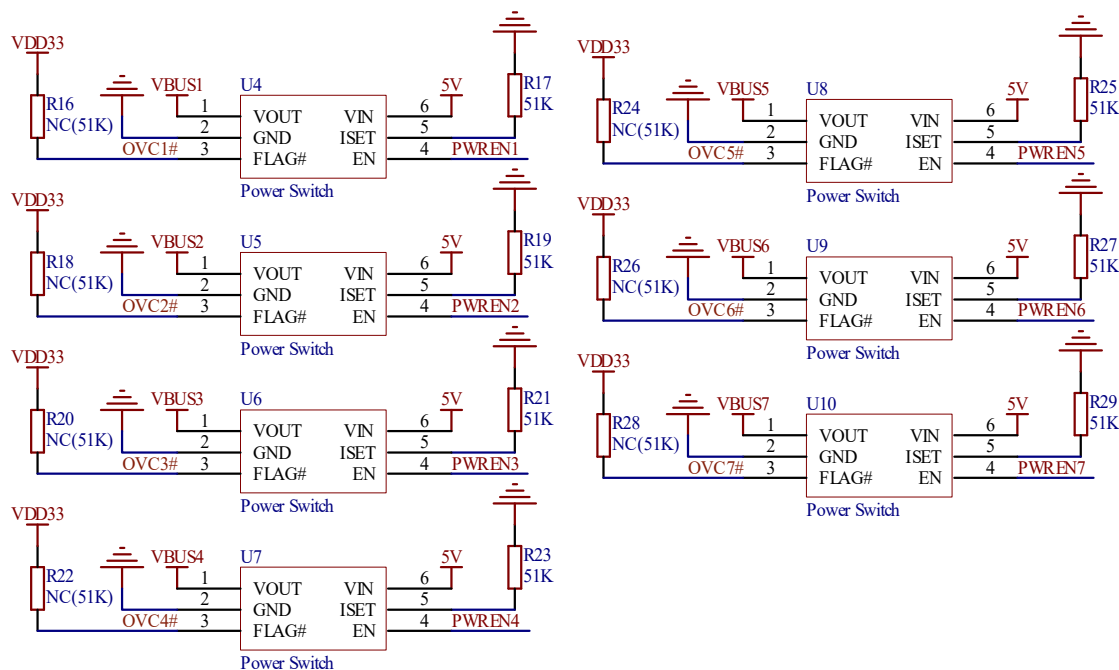 VDD33
R16
NC(51K)
VBUS1
OVC1#
U4
1 VOUT VIN 6
2 GND ISET 5
3 FLAG# EN 4
Power Switch
5V
PWREN1
R17
51K
VDD33
R18
NC(51K)
VBUS2
OVC2#
U5
1 VOUT VIN 6
2 GND ISET 5
3 FLAG# EN 4
Power Switch
5V
PWREN2
R19
51K
VDD33
R20
NC(51K)
VBUS3
OVC3#
U6
1 VOUT VIN 6
2 GND ISET 5
3 FLAG# EN 4
Power Switch
5V
PWREN3
R21
51K
VDD33
R22
NC(51K)
VBUS4
OVC4#
U7
1 VOUT VIN 6
2 GND ISET 5
3 FLAG# EN 4
Power Switch
5V
PWREN4
R23
51K
VDD33
R24
NC(51K)
VBUS5
OVC5#
U8
1 VOUT VIN 6
2 GND ISET 5
3 FLAG# EN 4
Power Switch
5V
PWREN5
R25
51K
VDD33
R26
NC(51K)
VBUS6
OVC6#
U9
1 VOUT VIN 6
2 GND ISET 5
3 FLAG# EN 4
Power Switch
5V
PWREN6
R27
51K
VDD33
R28
NC(51K)
VBUS7
OVC7#
U10
1 VOUT VIN 6
2 GND ISET 5
3 FLAG# EN 4
Power Switch
5V
PWREN7
R29
51K